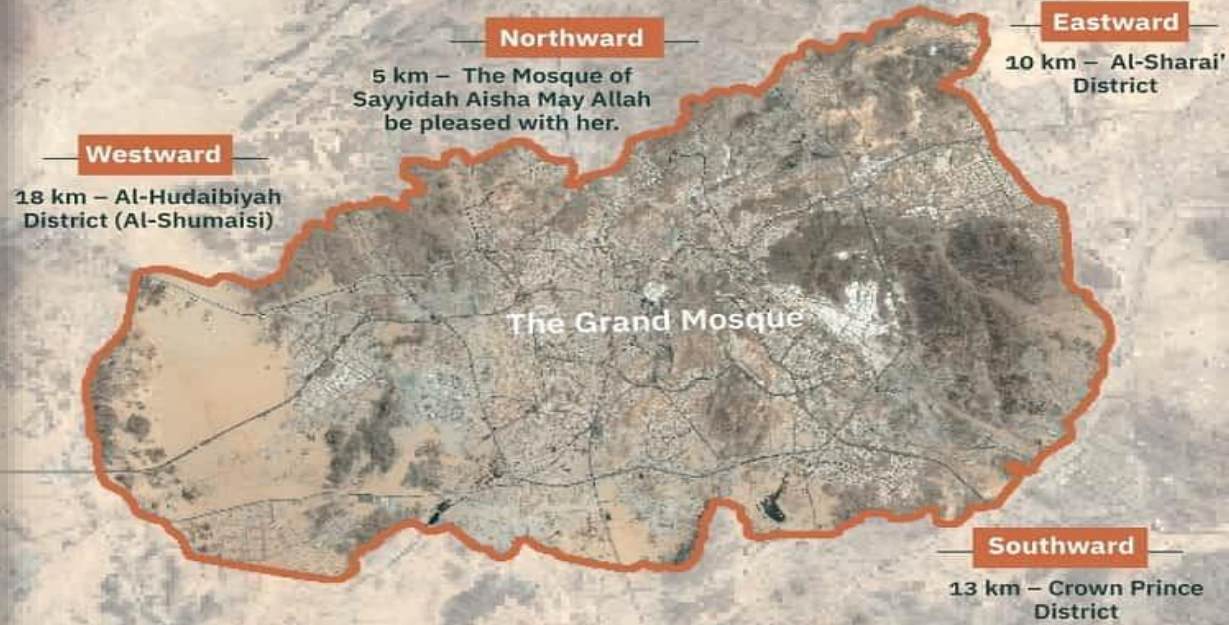 Northward
5 km – The Mosque of
Sayyidah Aisha May Allah
be pleased with her.
Eastward
10 km – Al-Sharai'
District
Westward
18 km – Al-Hudaibiyah
District (Al-Shumaisi)
The Grand Mosque
Southward
13 km – Crown Prince
District